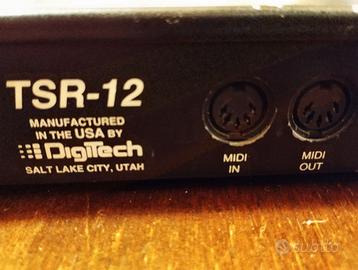 TSR-12
MANUFACTURED
IN THE USA BY
DigiTech
SALT LAKE CITY, UTAH
MIDI
IN
MIDI
OUT
subito